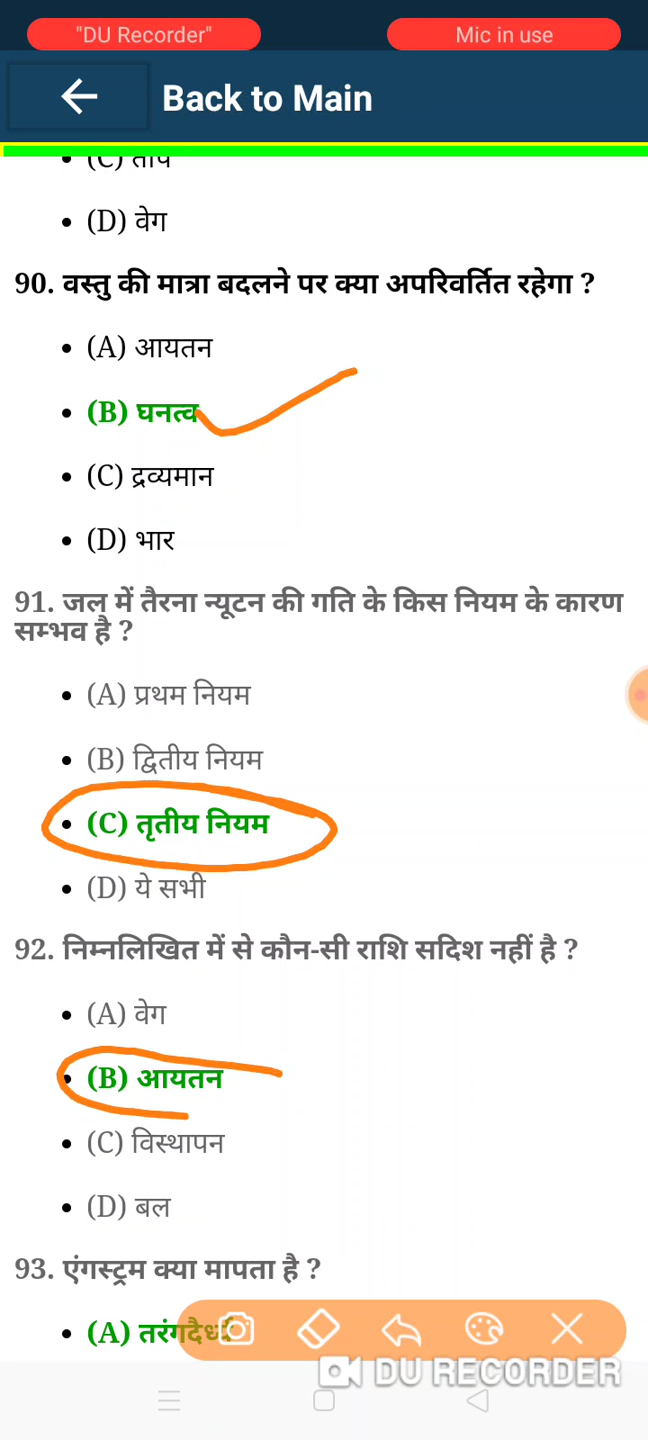 "DU Recorder"
Mic in use
Back to Main
(C) ताप
(D) वेग
90. वस्तु की मात्रा बदलने पर क्या अपरिवर्तित रहेगा ?
(A) आयतन
(B) घनत्व
(C) द्रव्यमान
(D) भार
91. जल में तैरना न्यूटन की गति के किस नियम के कारण
सम्भव है ?
(A) प्रथम नियम
(B) द्वितीय नियम
(C) तृतीय नियम
(D) ये सभी
92. निम्नलिखित में से कौन-सी राशि सदिश नहीं है ?
(A) वेग
(B) आयतन
(C) विस्थापन
(D) बल
93. एंगस्ट्रम क्या मापता है ?
(A) तरंगदैर्ध्य
DU RECORDER